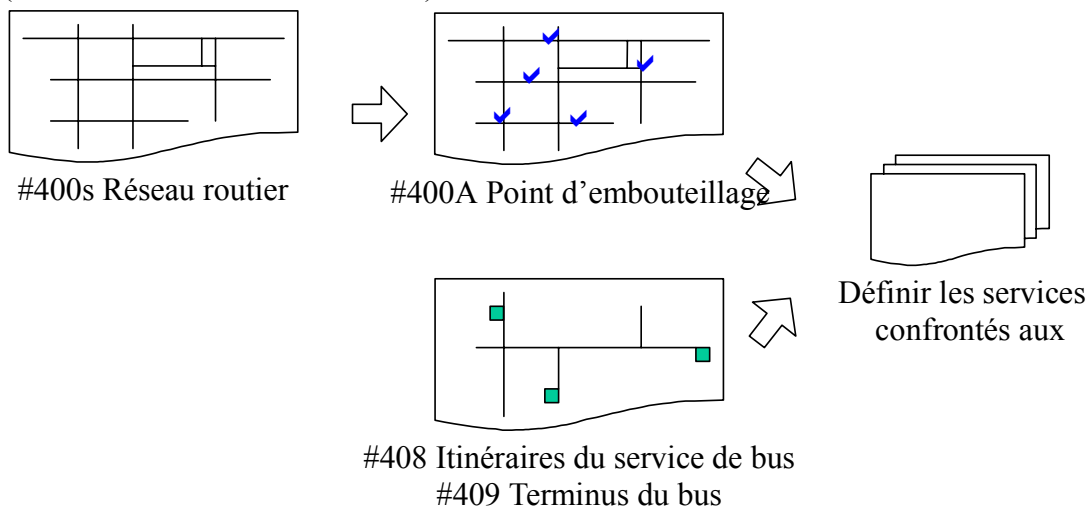 #400s Réseau routier
#400A Point d'embouteillage
Définir les services
confrontés aux
#408 Itinéraires du service de bus
#409 Terminus du bus